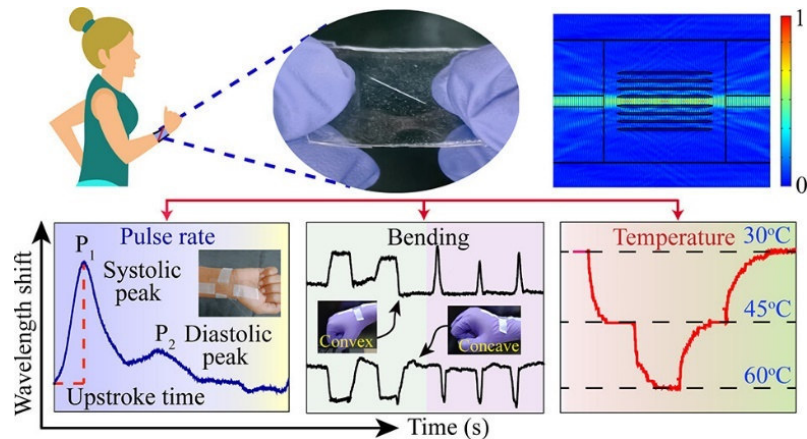 1
0
Pulse rate
P1
Systolic
peak
P2 Diastolic
peak
Upstroke time
Bending
Convex
Concave
Temperature
30°C
45°C
60°C
Wavelength shift
Time (s)